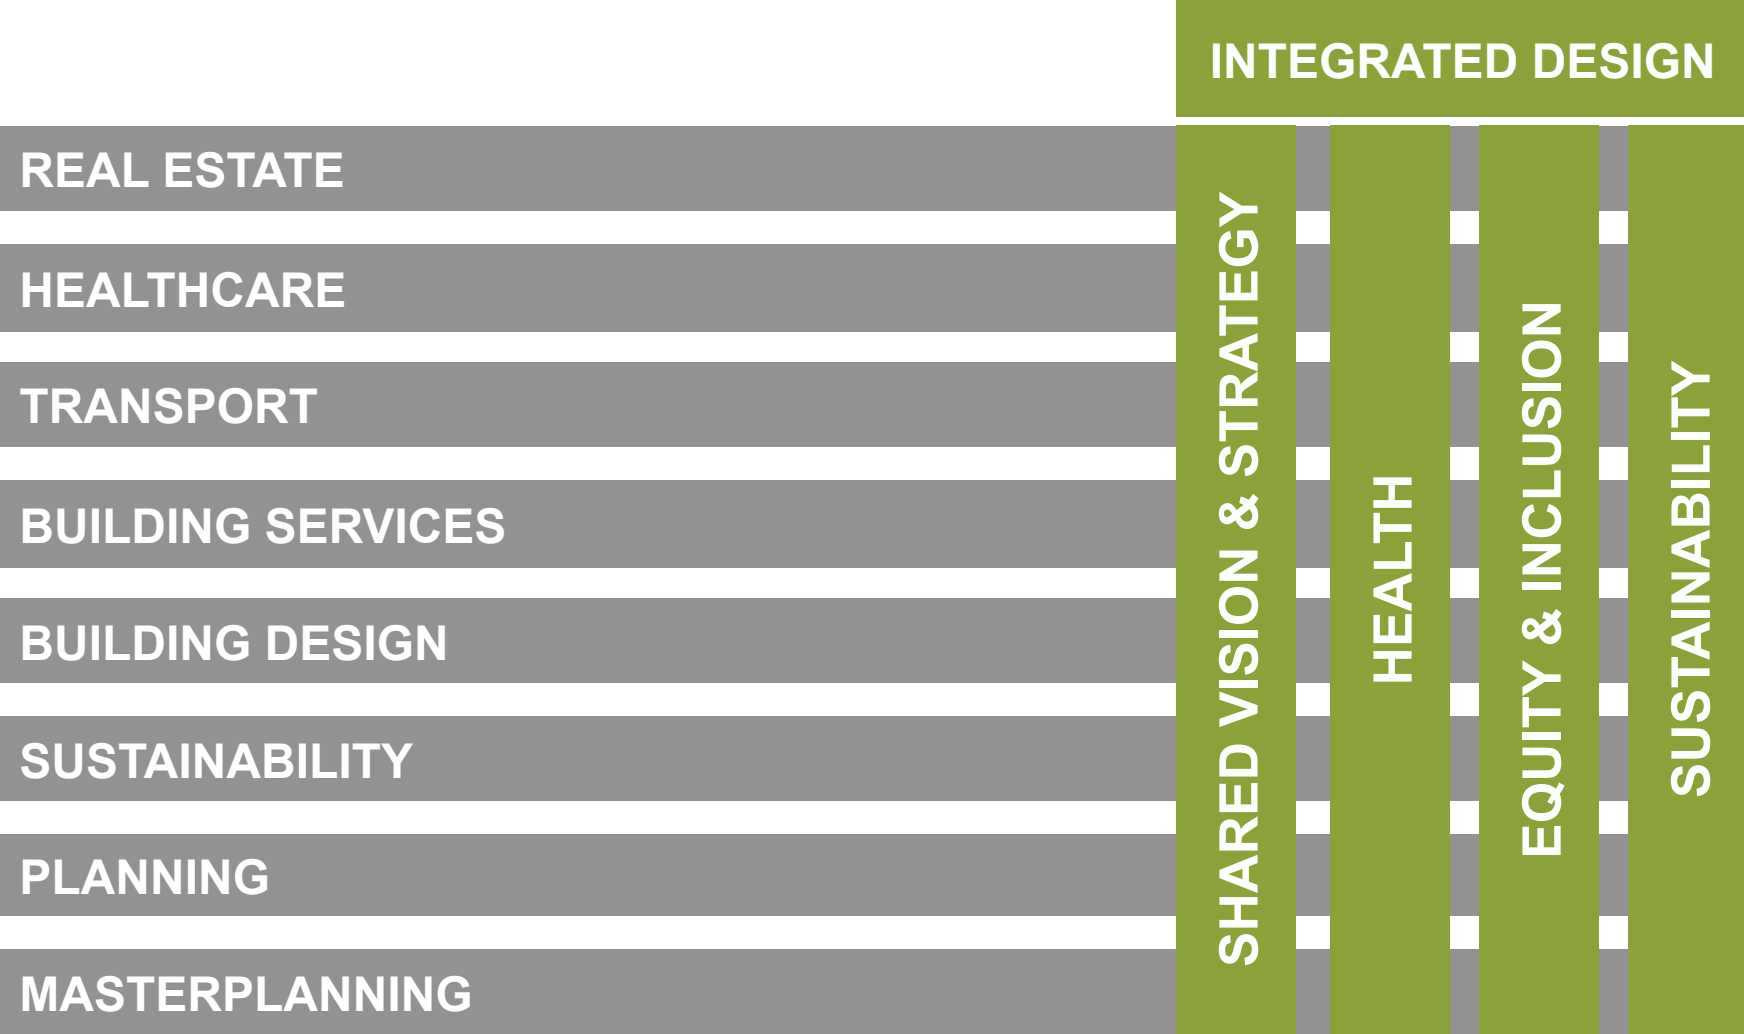 INTEGRATED DESIGN
REAL ESTATE
HEALTHCARE
TRANSPORT
BUILDING SERVICES
BUILDING DESIGN
SUSTAINABILITY
PLANNING
MASTERPLANNING
SHARED VISION & STRATEGY
HEALTH
EQUITY & INCLUSION
SUSTAINABILITY